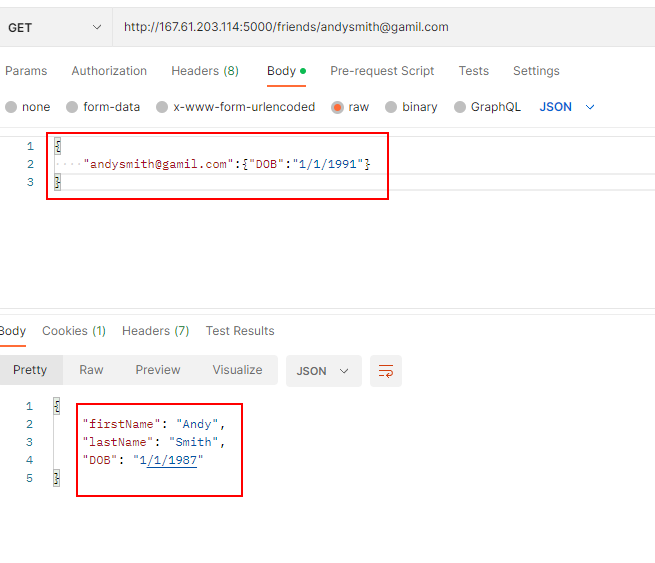 GET http://167.61.203.114:5000/friends/andysmith@gamil.com
Params Authorization Headers (8) Body Pre-request Script Tests Settings
none form-data x-www-form-urlencoded raw binary GraphQL JSON
1 {
2 "andysmith@gamil.com":{"DOB":"1/1/1991"}
3 }
Body Cookies (1) Headers (7) Test Results
Pretty Raw Preview Visualize JSON
1 {
2 "firstName": "Andy",
3 "lastName": "Smith",
4 "DOB": "1/1/1987"
5 }